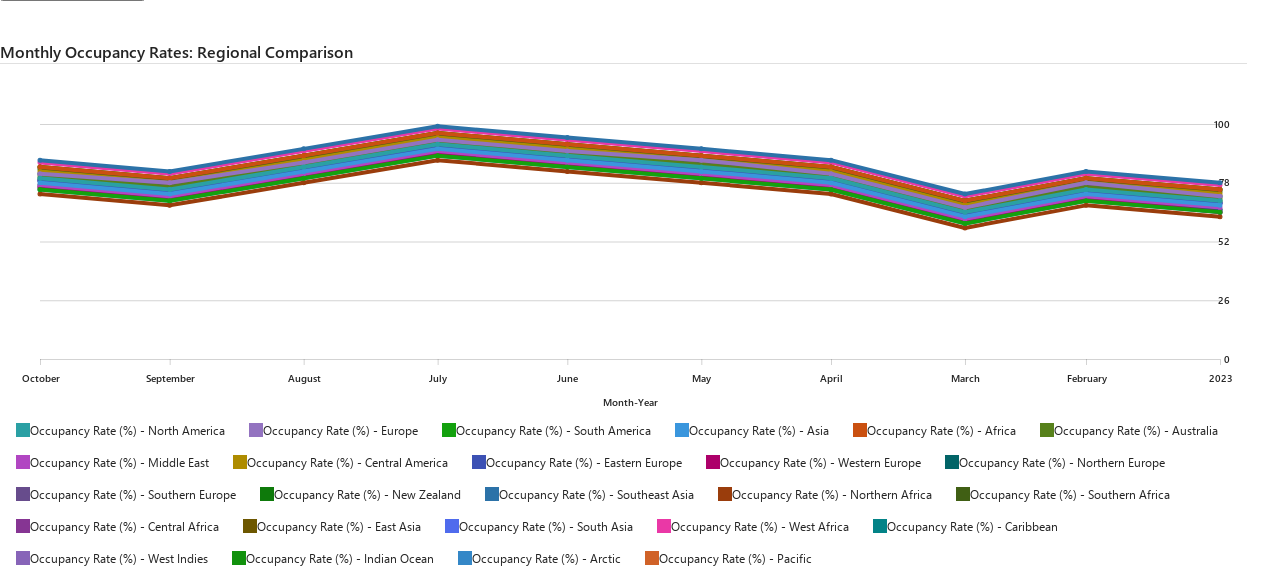 Monthly Occupancy Rates: Regional Comparison
100
78
52
26
0
October September August July June May April March February 2023
Month-Year
Occupancy Rate (%) - North America Occupancy Rate (%) - Europe Occupancy Rate (%) - South America Occupancy Rate (%) - Asia Occupancy Rate (%) - Africa Occupancy Rate (%) - Australia
Occupancy Rate (%) - Middle East Occupancy Rate (%) - Central America Occupancy Rate (%) - Eastern Europe Occupancy Rate (%) - Western Europe Occupancy Rate (%) - Northern Europe
Occupancy Rate (%) - Southern Europe Occupancy Rate (%) - New Zealand Occupancy Rate (%) - Southeast Asia Occupancy Rate (%) - Northern Africa Occupancy Rate (%) - Southern Africa
Occupancy Rate (%) - Central Africa Occupancy Rate (%) - East Asia Occupancy Rate (%) - South Asia Occupancy Rate (%) - West Africa Occupancy Rate (%) - Caribbean
Occupancy Rate (%) - West Indies Occupancy Rate (%) - Indian Ocean Occupancy Rate (%) - Arctic Occupancy Rate (%) - Pacific